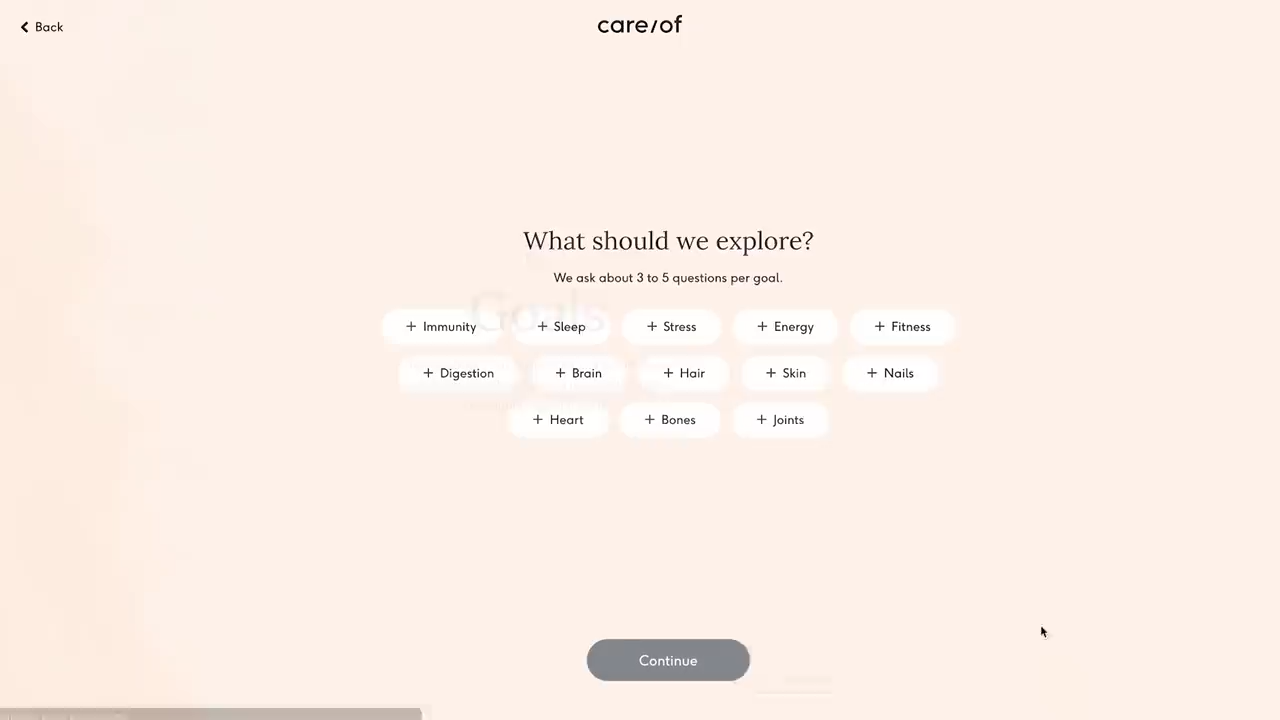 Back
care/of
What should we explore?
We ask about 3 to 5 questions per goal.
Goals
+ Immunity + Sleep + Stress + Energy + Fitness
+ Digestion + Brain + Hair + Skin + Nails
+ Heart + Bones + Joints
Continue